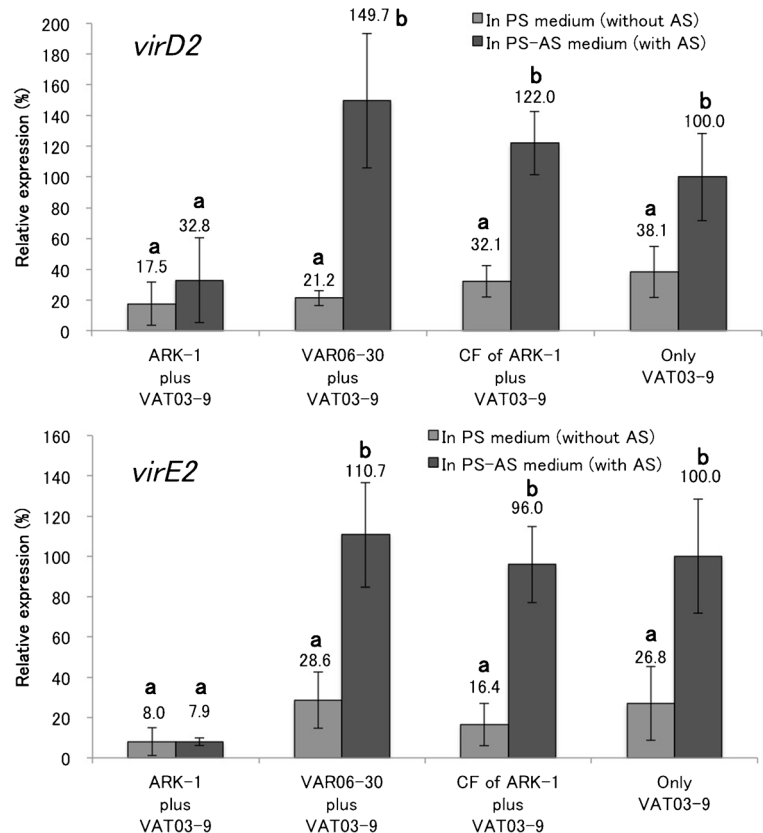 virD2
Relative expression (%)
200
180
160
140
120
100
80
60
40
20
0
In PS medium (without AS)
In PS-AS medium (with AS)
a
17.5
a
32.8
a
21.2
149.7 b
a
32.1
b
122.0
a
38.1
b
100.0
ARK-1
plus
VAT03-9
VAR06-30
plus
VAT03-9
CF of ARK-1
plus
VAT03-9
Only
VAT03-9
virE2
Relative expression (%)
160
140
120
100
80
60
40
20
0
In PS medium (without AS)
In PS-AS medium (with AS)
a
8.0
a
7.9
a
28.6
b
110.7
a
16.4
b
96.0
a
26.8
b
100.0
ARK-1
plus
VAT03-9
VAR06-30
plus
VAT03-9
CF of ARK-1
plus
VAT03-9
Only
VAT03-9